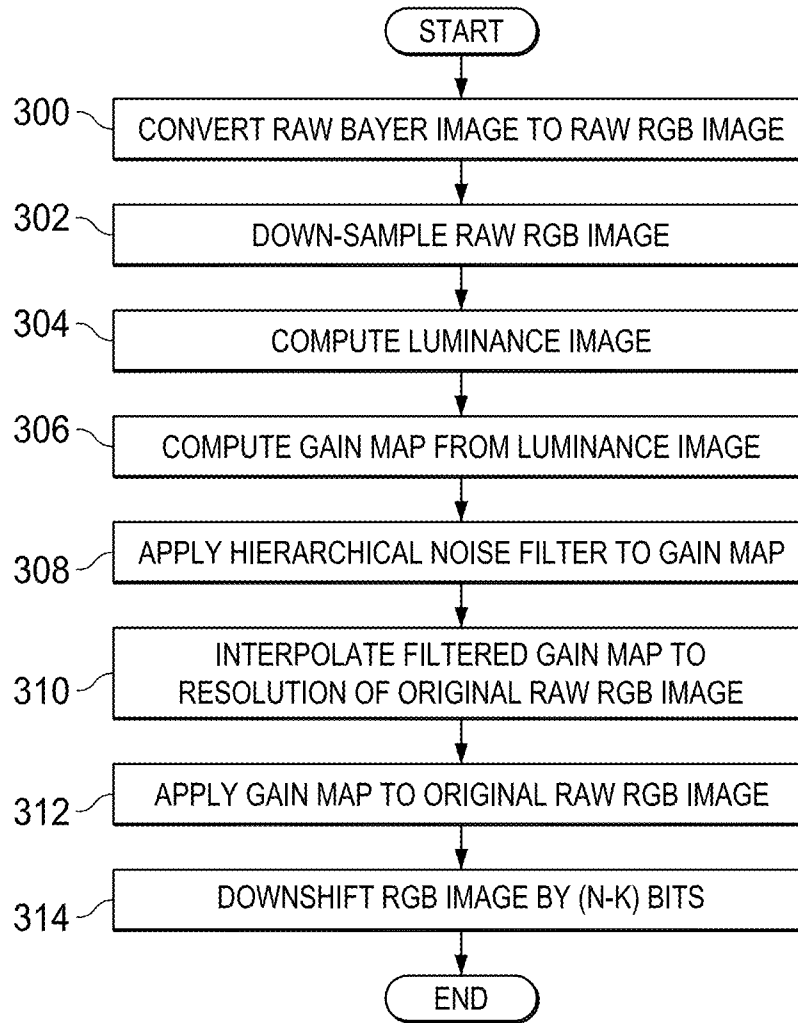 START
300
CONVERT RAW BAYER IMAGE TO RAW RGB IMAGE
302
DOWN-SAMPLE RAW RGB IMAGE
304
COMPUTE LUMINANCE IMAGE
306
COMPUTE GAIN MAP FROM LUMINANCE IMAGE
308
APPLY HIERARCHICAL NOISE FILTER TO GAIN MAP
310
INTERPOLATE FILTERED GAIN MAP TO
RESOLUTION OF ORIGINAL RAW RGB IMAGE
312
APPLY GAIN MAP TO ORIGINAL RAW RGB IMAGE
314
DOWNSHIFT RGB IMAGE BY (N-K) BITS
END